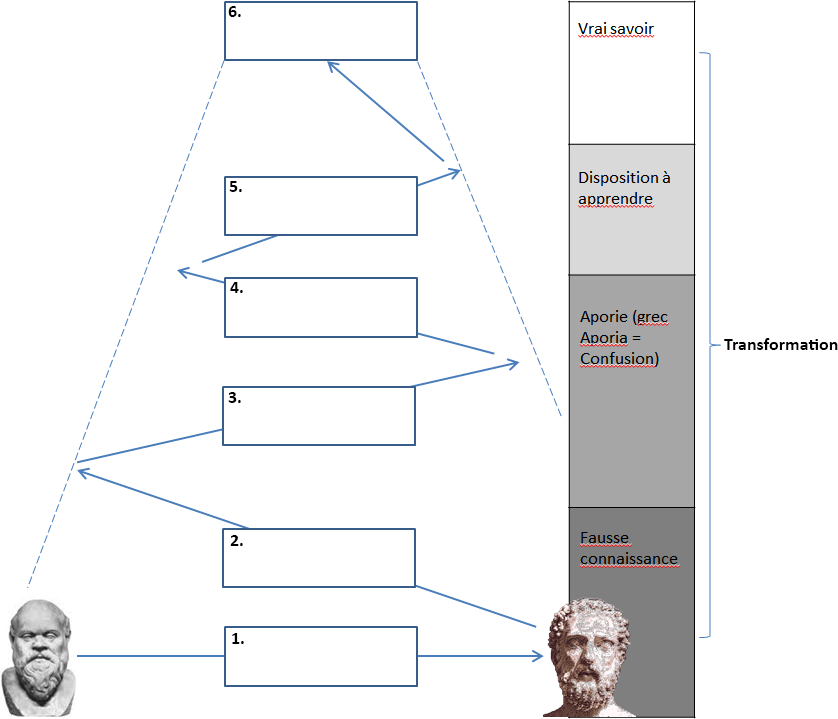 6.
Vrai savoir
5.
Disposition à
apprendre
4.
Aporie (grec
Aporia =
Confusion)
Transformation
3.
2.
Fausse
connaissance
1.